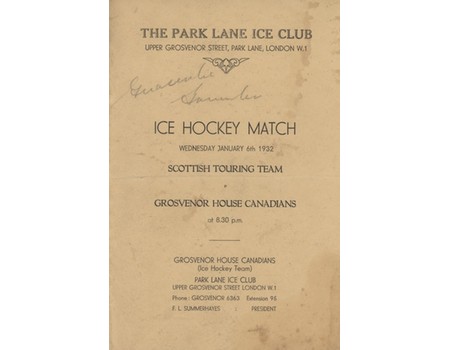 THE PARK LANE ICE CLUB
UPPER GROSVENOR STREET, PARK LANE, LONDON W.1
ICE HOCKEY MATCH
WEDNESDAY JANUARY 6th 1932
SCOTTISH TOURING TEAM
v
GROSVENOR HOUSE CANADIANS
at 8.30 p.m.
GROSVENOR HOUSE CANADIANS
(Ice Hockey Team)
PARK LANE ICE CLUB
UPPER GROSVENOR STREET, LONDON W.1
Phone: GROSVENOR 6363 Extension 94
F. L. SUMMERHAYES : PRESIDENT